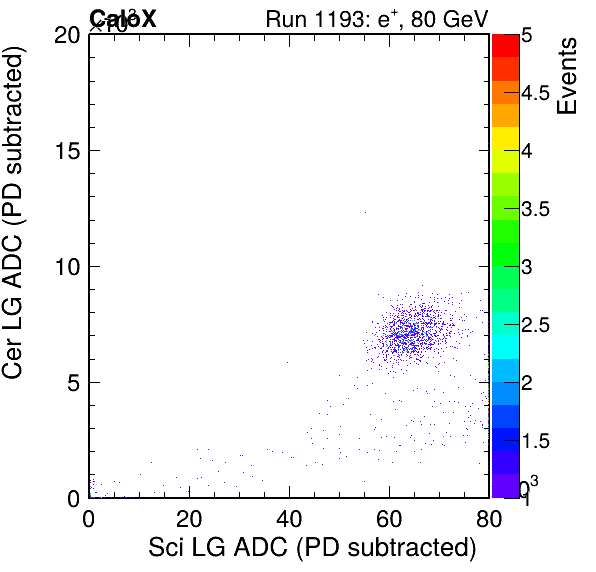 CaloX
×10³
Run 1193: e⁺, 80 GeV
20
15
10
5
0
0 20 40 60 80
Cer LG ADC (PD subtracted)
Sci LG ADC (PD subtracted)
5
4.5
4
3.5
3
2.5
2
1.5
1
0³
Events